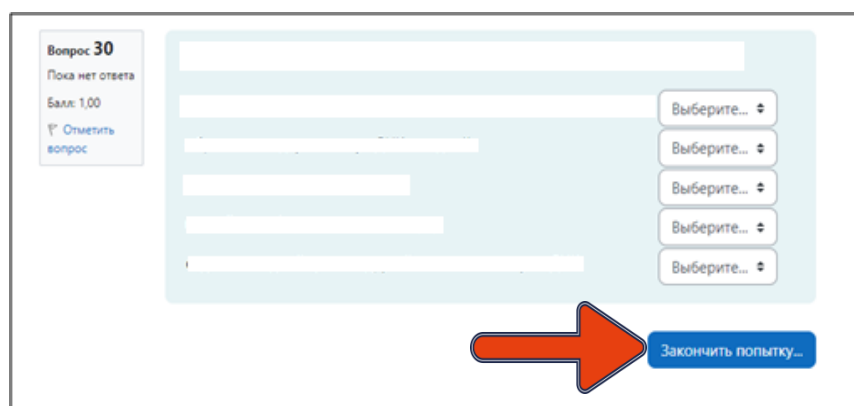 Вопрос 30
Пока нет ответа
Балл: 1,00
Отметить
вопрос
Выберите...
Выберите...
Выберите...
Выберите...
Выберите...
Закончить попытку...